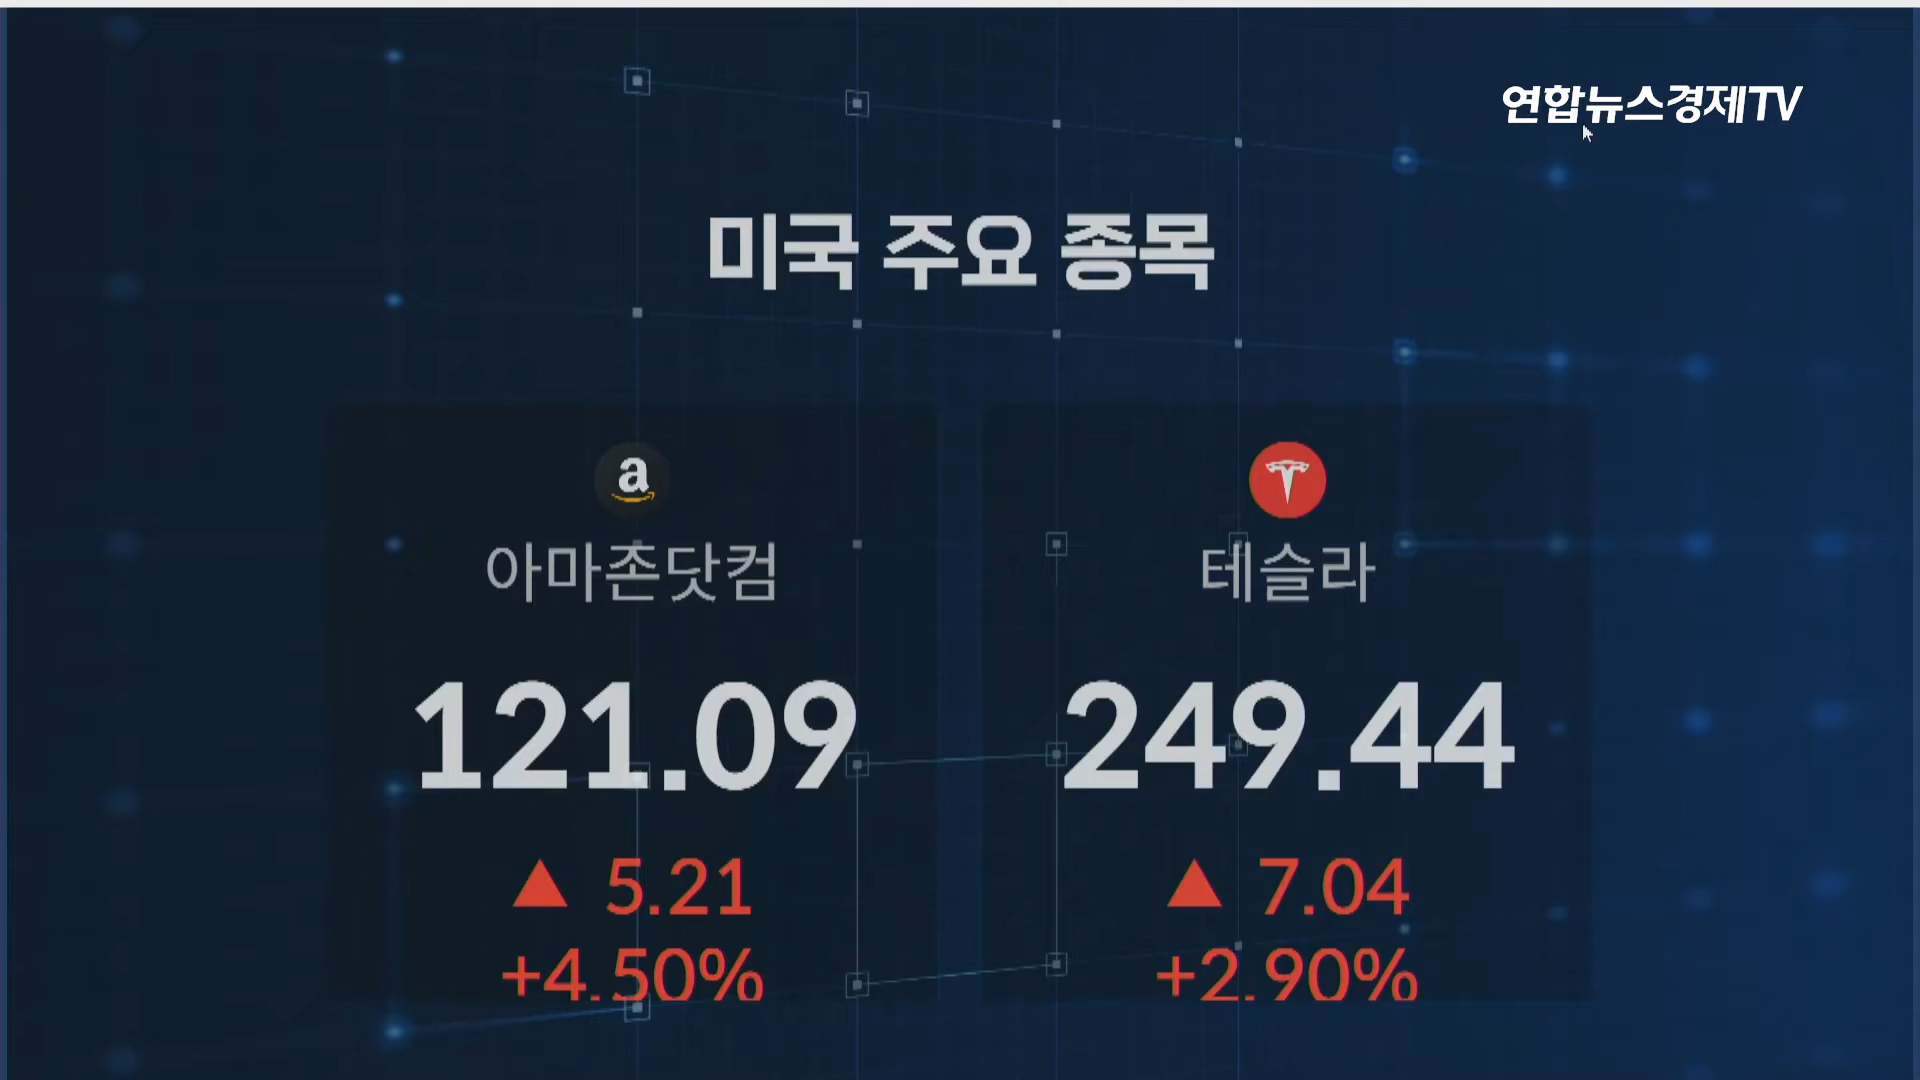 연합뉴스경제TV
미국 주요 종목
a
아마존닷컴
테슬라
121.09
249.44
▲ 5.21
▲ 7.04
+4.50%
+2.90%